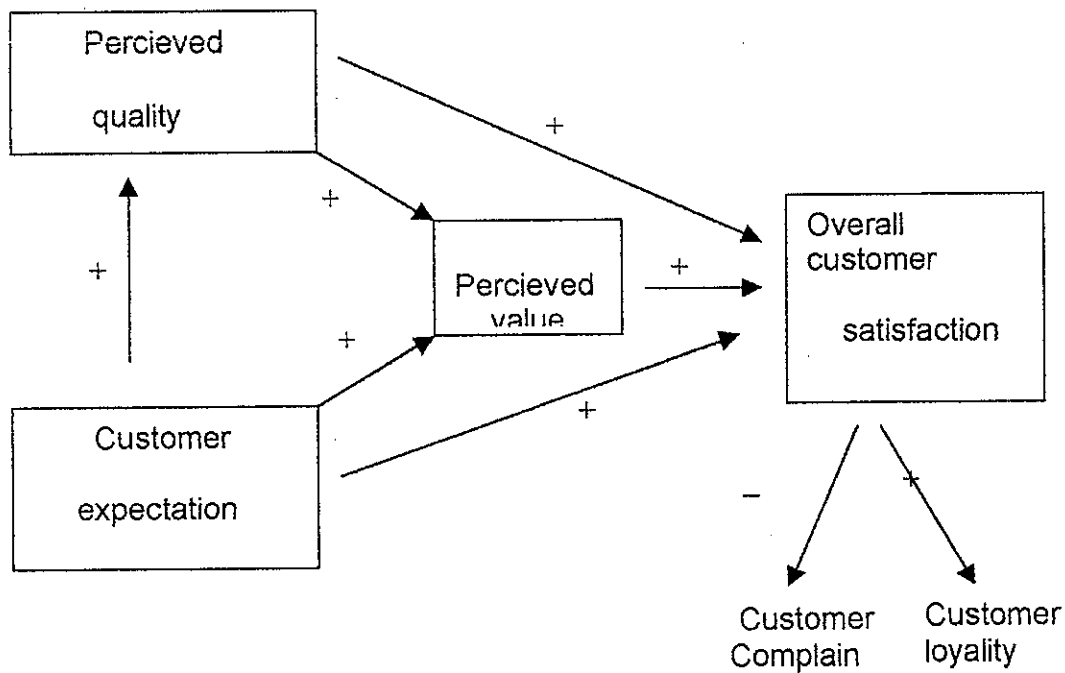 Percieved
quality
+
+
+
Percieved
value
+
Overall
customer
satisfaction
+
+
Customer
expectation
+
−
+
Customer
Complain
Customer
loyality